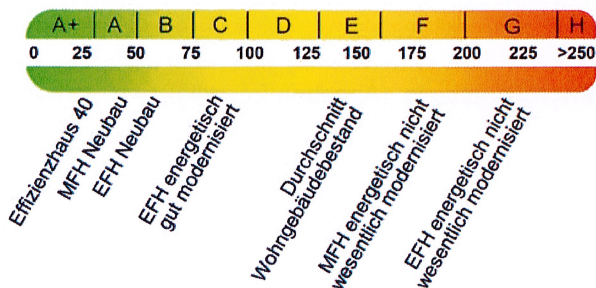 A+ A B C D E F G H
0 25 50 75 100 125 150 175 200 225 >250
Effizienzhaus 40
MFH Neubau
EFH Neubau
EFH energetisch
gut modernisiert
Durchschnitt
Wohngebäudebestand
MFH energetisch nicht
wesentlich modernisiert
EFH energetisch nicht
wesentlich modernisiert